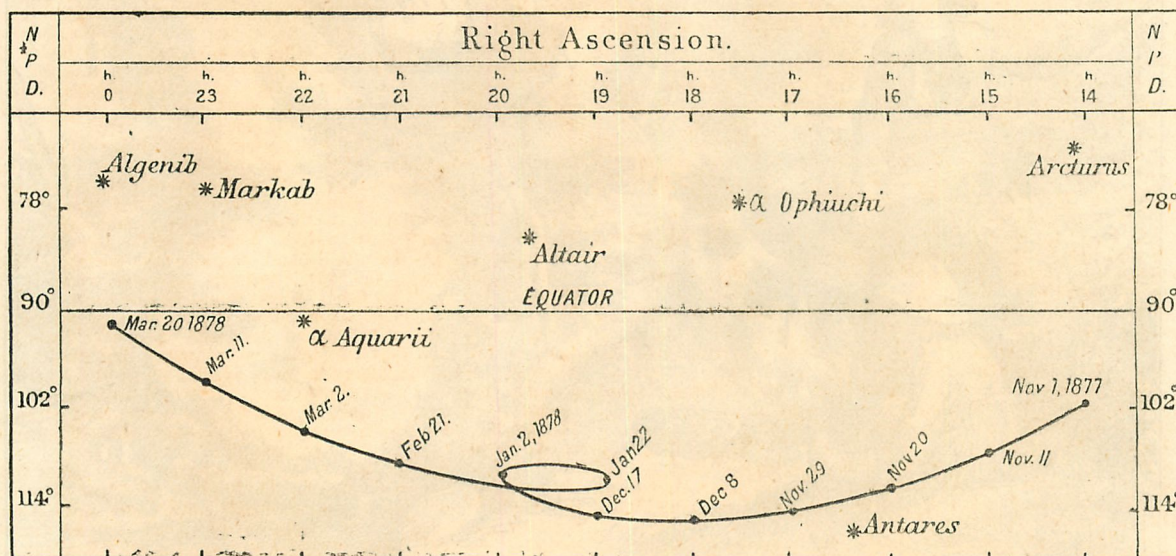 Right Ascension.
N
P
D.
N
P
D.
h. h. h. h. h. h. h. h. h. h. h.
0 23 22 21 20 19 18 17 16 15 14
Algenib
Markab
Arcturus
78°
α Ophiuchi
78°
Altair
EQUATOR
90°
90°
Mar. 20 1878
α Aquarii
Mar. 11.
Mar. 2.
Feb 21.
102°
Nov 1, 1877
102°
Jan. 2, 1878
Jan 22
Dec. 17
Dec 8
Nov. 29
Nov 20
Nov. 11
114°
114°
Antares